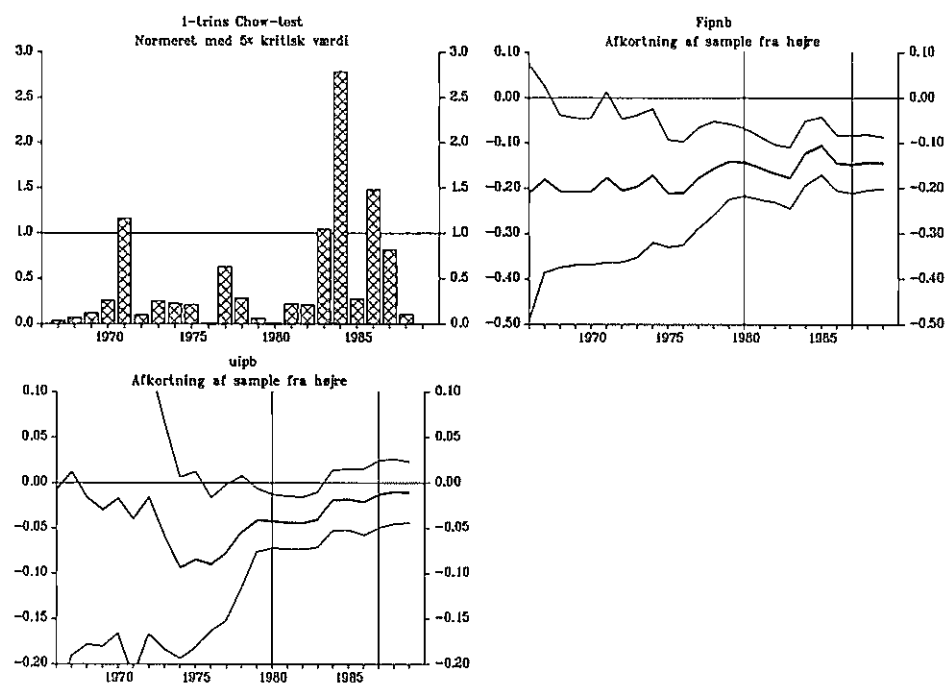 1-trins Chow-test
Normeret med 5% kritisk værdi
3.0 3.0
2.5 2.5
2.0 2.0
1.5 1.5
1.0 1.0
0.5 0.5
0.0 0.0
1970 1975 1980 1985
Fipnb
Afkortning af sample fra højre
0.10 0.10
0.00 0.00
-0.10 -0.10
-0.20 -0.20
-0.30 -0.30
-0.40 -0.40
-0.50 -0.50
1970 1975 1980 1985
uipb
Afkortning af sample fra højre
0.10 0.10
0.05 0.05
0.00 0.00
-0.05 -0.05
-0.10 -0.10
-0.15 -0.15
-0.20 -0.20
1970 1975 1980 1985